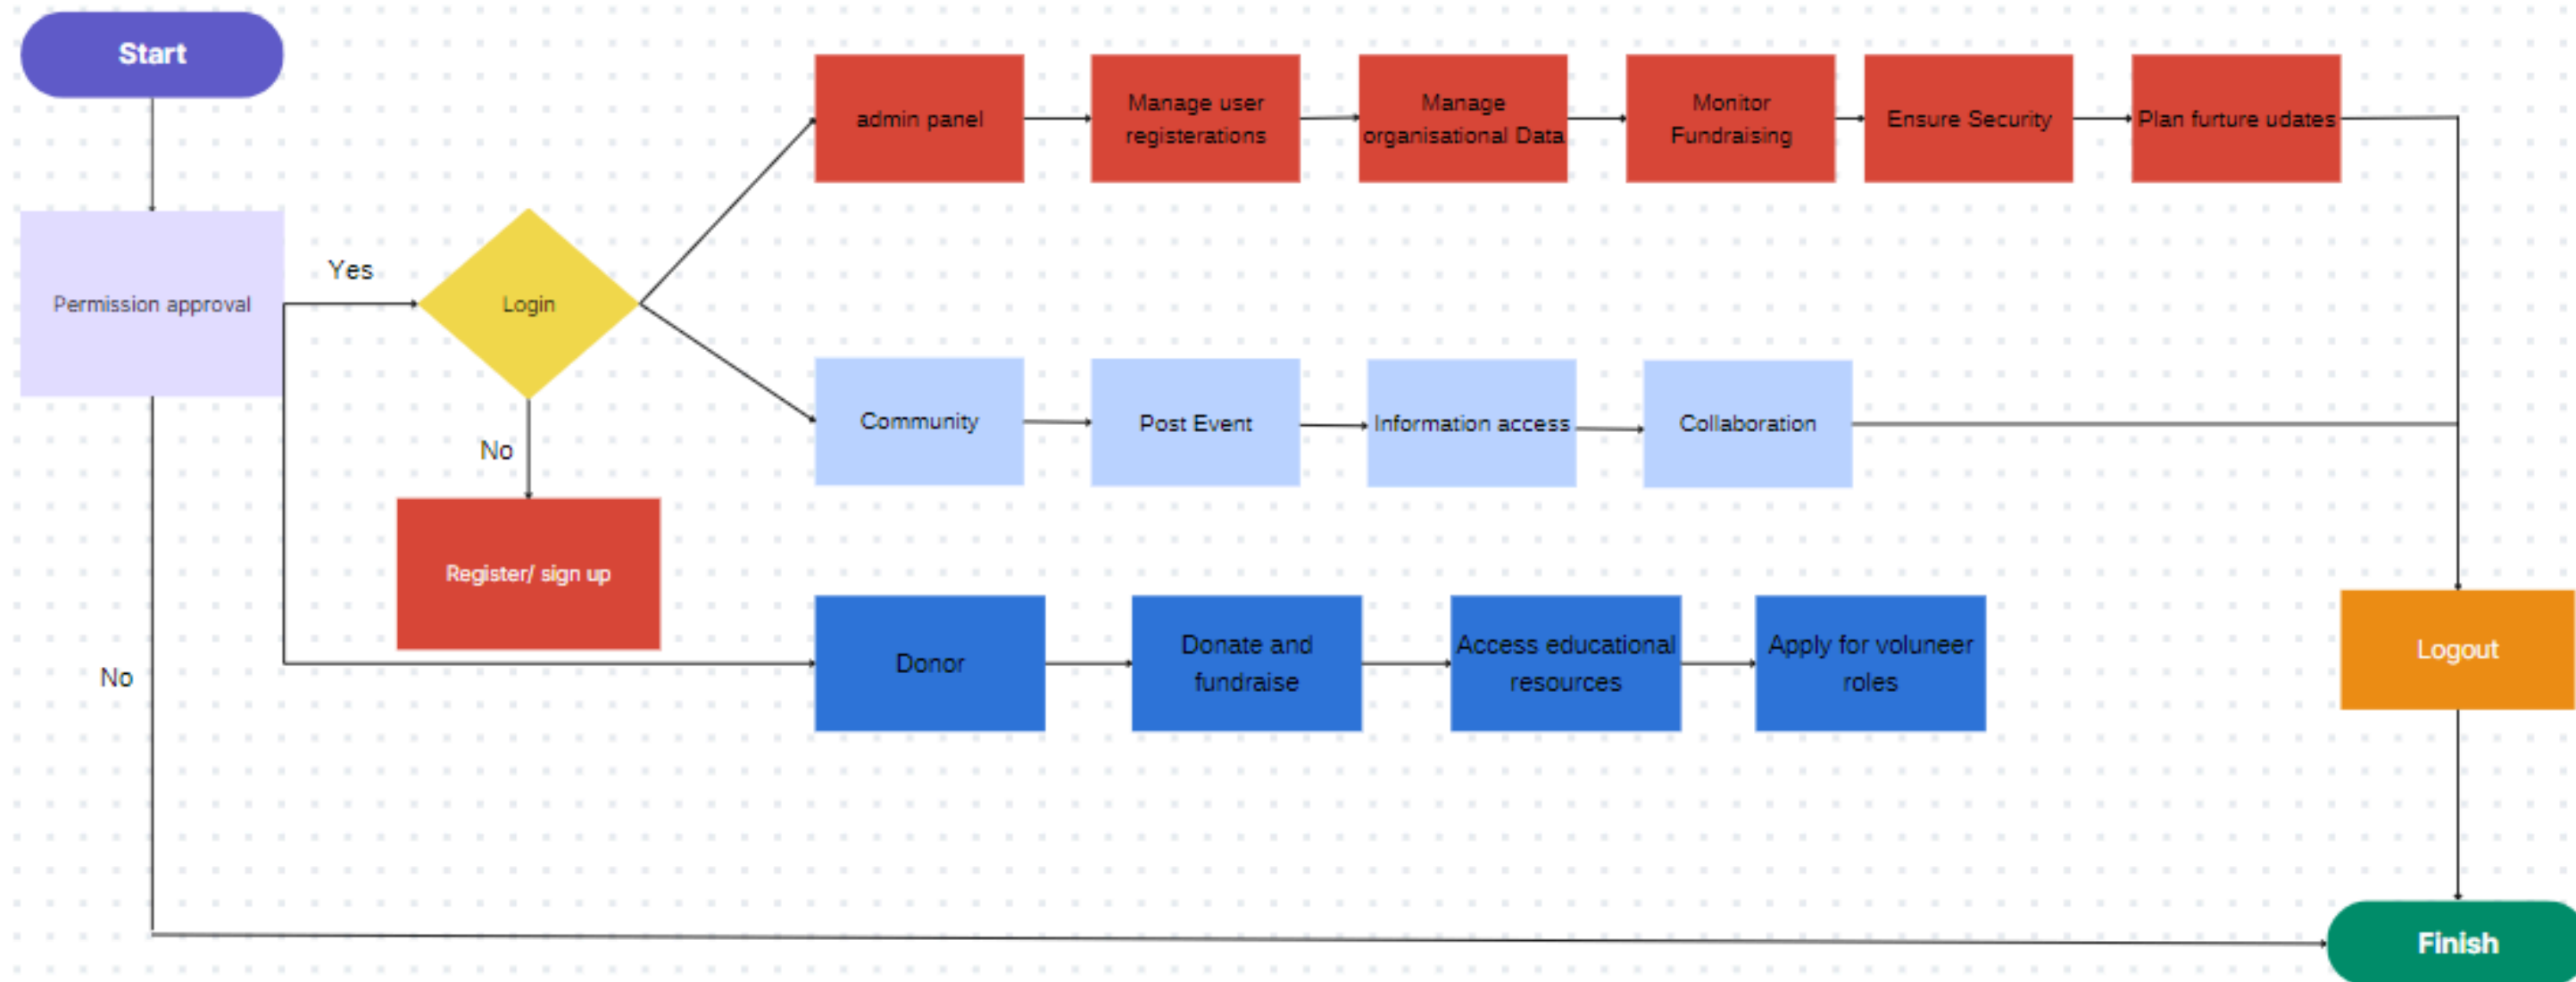 Start
admin panel
Manage user
registerations
Manage
organisational Data
Monitor
Fundraising
Ensure Security
Plan furture udates
Permission approval
Yes
Login
No
Community
Post Event
Information access
Collaboration
Register/ sign up
No
Donor
Donate and
fundraise
Access educational
resources
Apply for voluneer
roles
Logout
Finish